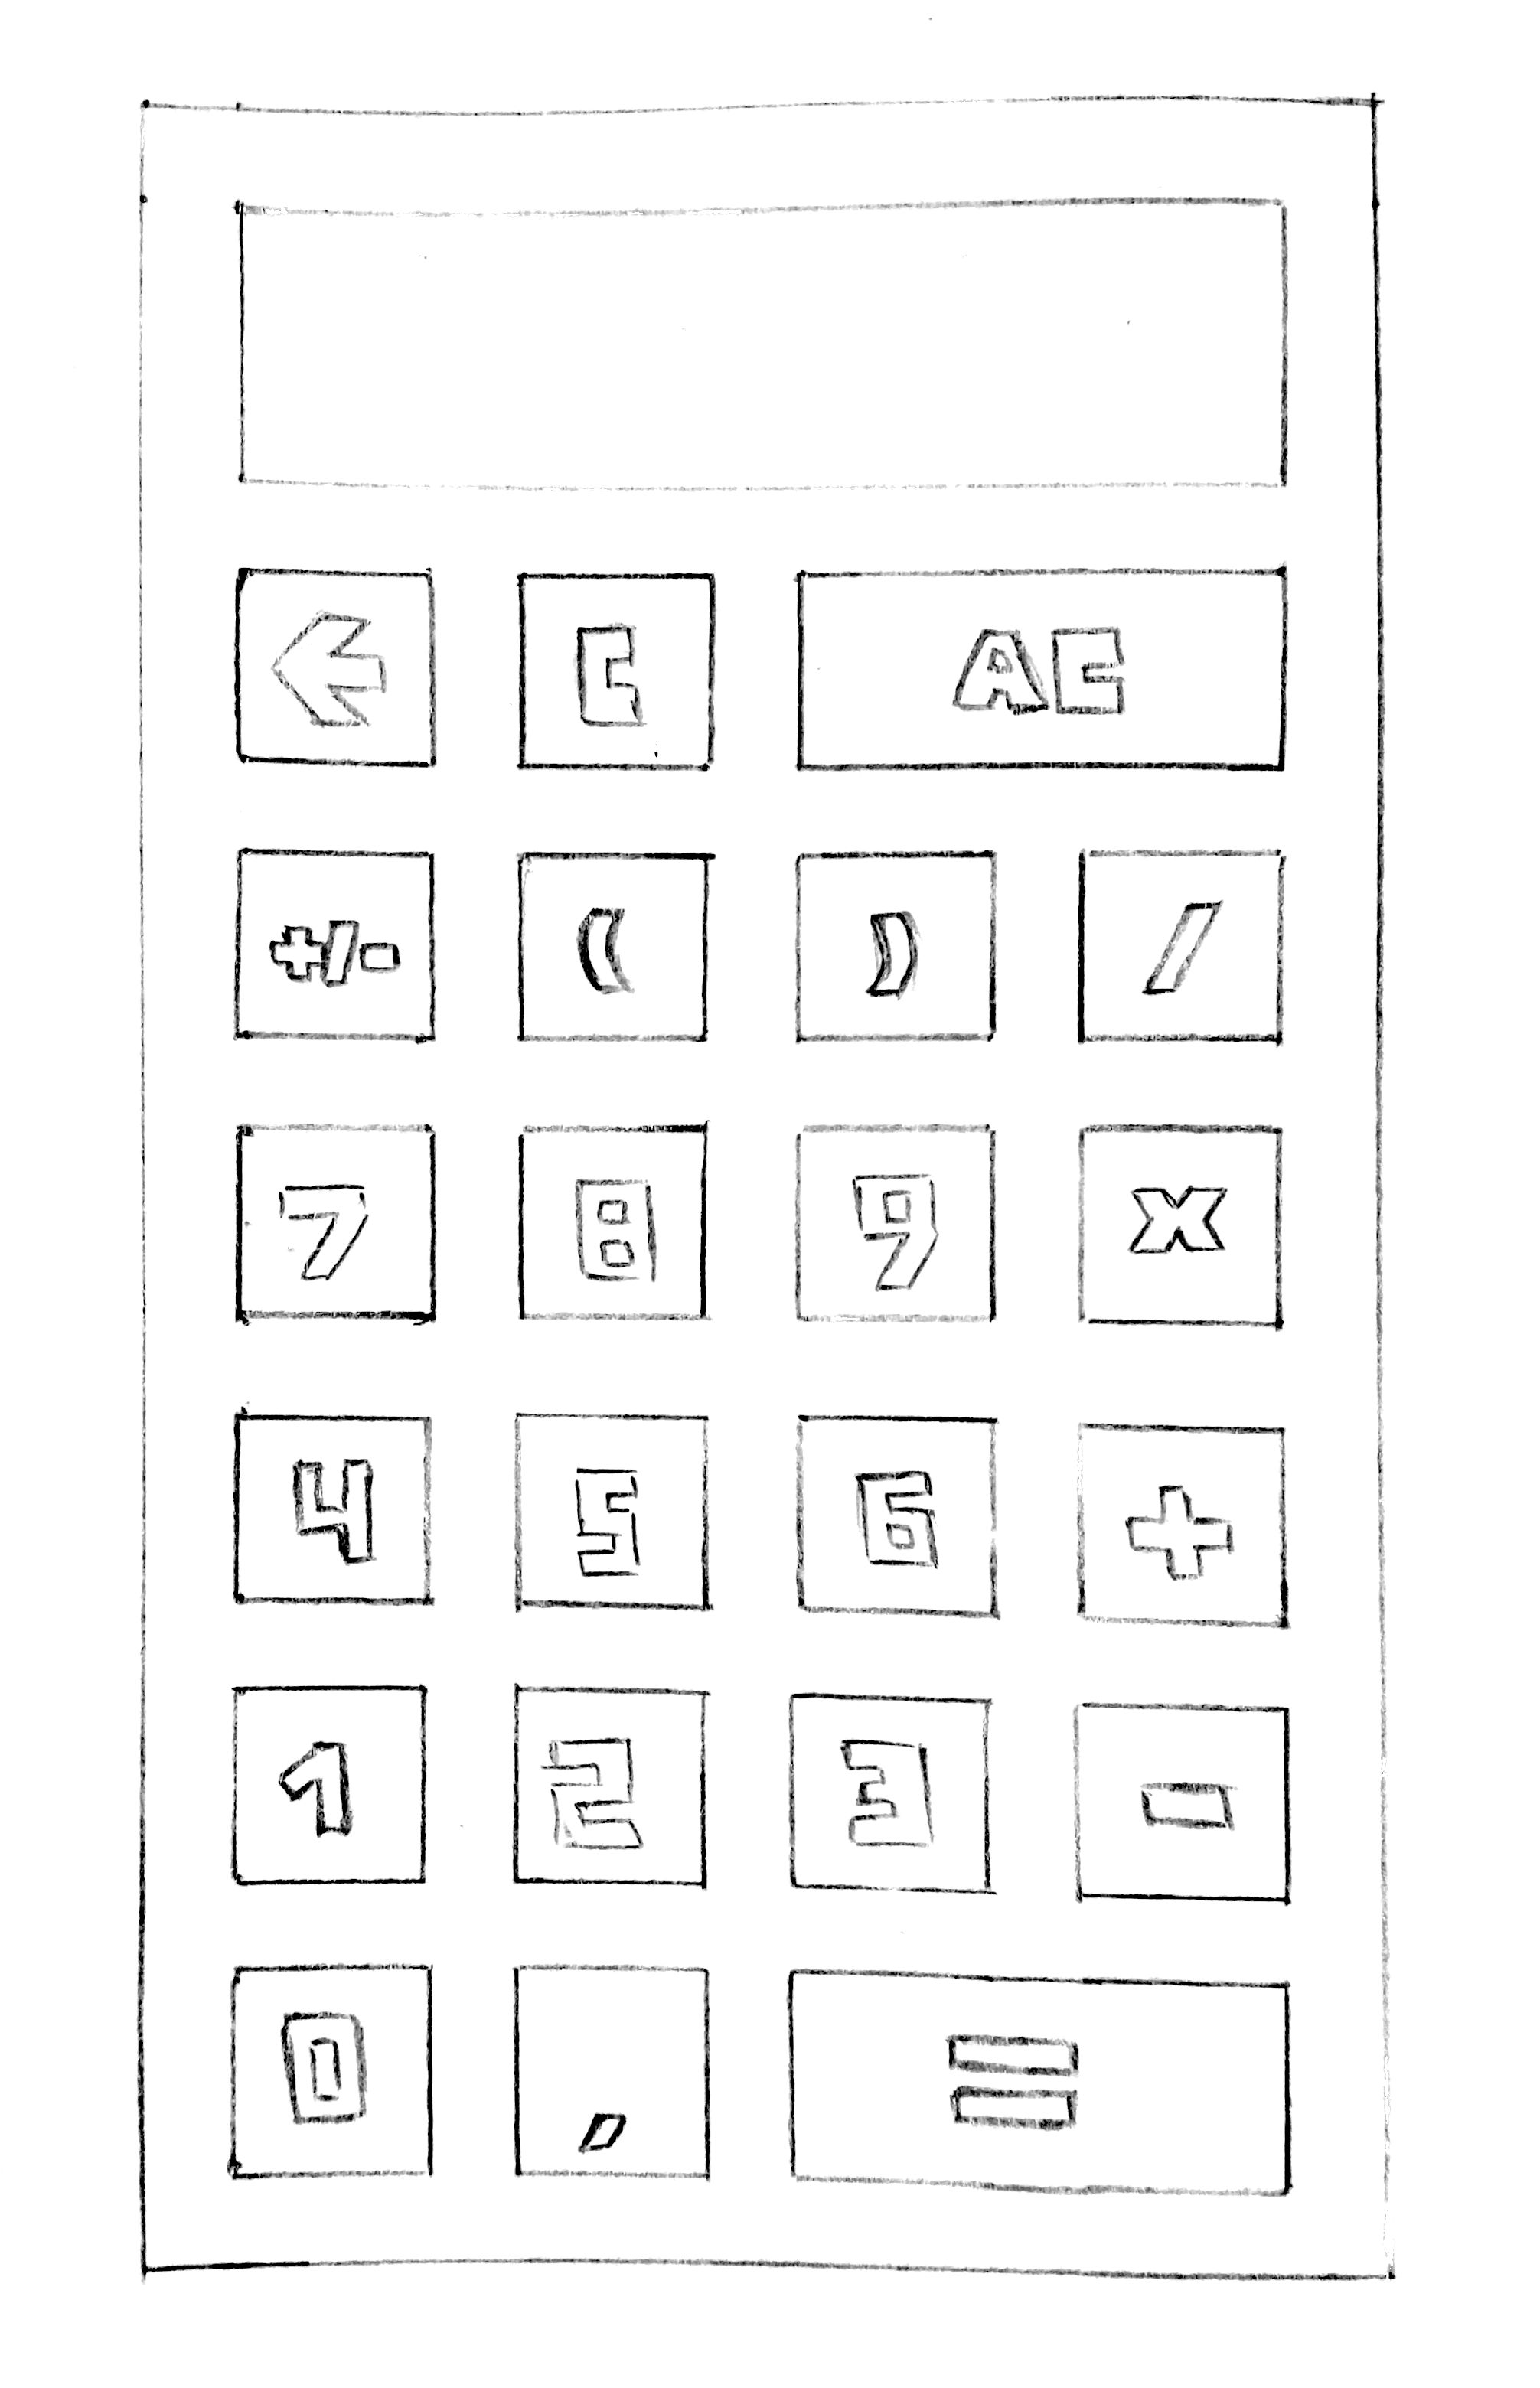 ← C AC
+/- ( ) /
7 8 9 x
4 5 6 +
1 2 3 -
0 , =